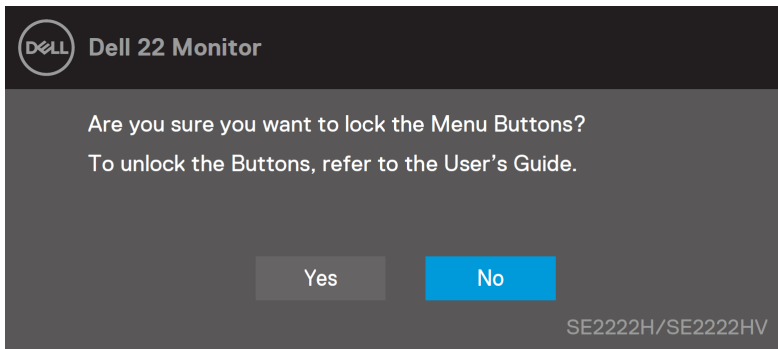 DELL
Dell 22 Monitor
Are you sure you want to lock the Menu Buttons?
To unlock the Buttons, refer to the User’s Guide.
Yes
No
SE2222H/SE2222HV